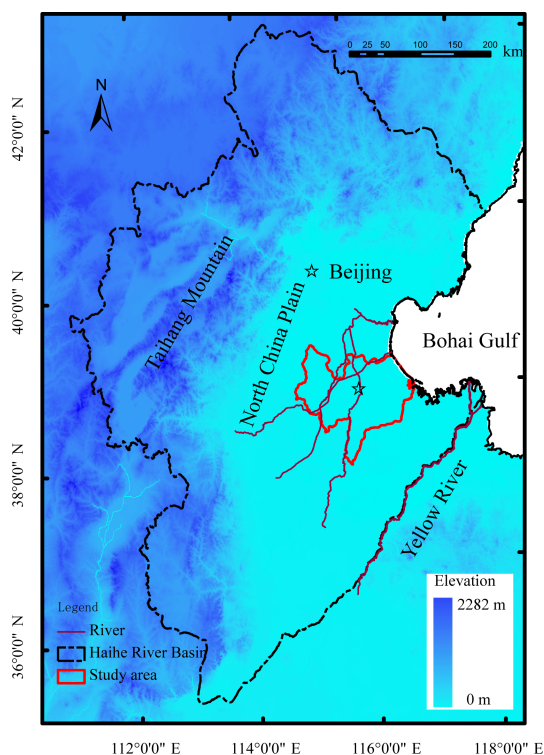 0 25 50 100 150 200
km
N
42°0'0" N
40°0'0" N
38°0'0" N
36°0'0" N
Taihang Mountain
Beijing
North China Plain
Bohai Gulf
Yellow River
Elevation
2282 m
0 m
Legend
River
Haihe River Basin
Study area
112°0'0" E 114°0'0" E 116°0'0" E 118°0'0" E